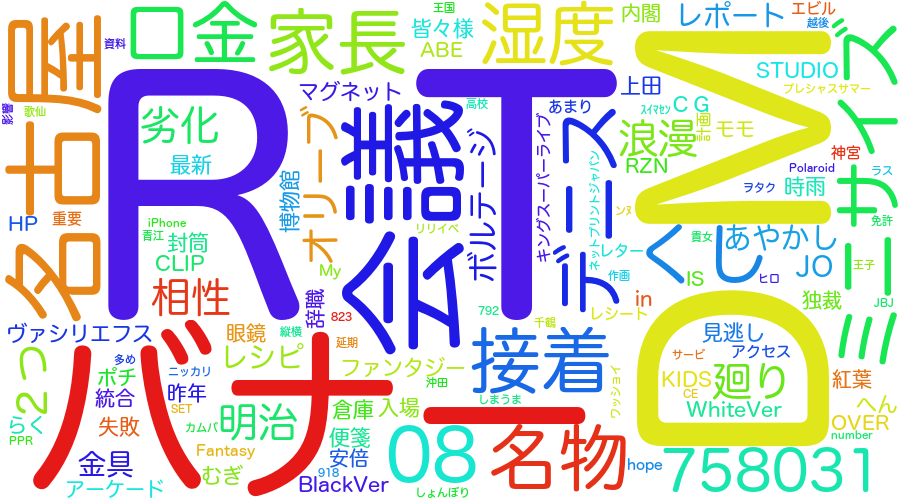 王国
資料
口金
家長
皆々様
ABE
湿度
内閣
レポート
エビル
越後
ミニサイズ
STUDIO
プレシャスサマー
名古屋
影響
歌仙
RT
DM
バナー
会議
マグネット
劣化
最新
博物館
オリーブ
ボルテージ
高校
あまり
上田
ｽｲﾏｾﾝ
ＣＧ
計画
浪漫
モモ
RZN
神宮
Polaroid
ラス
ヲタク
時雨
免許
デニース
キングスーパーライブ
ネットプリントジャパン
ンヌ
貴女
へし
あやかし
HP
重要
iPhone
青江
封筒
CLIP
My
リリイベ
レター
作画
IS
JO
ヒロ
王子
相性
辞職
823
792
千鶴
レシート
in
独裁
JBJ
ヴァシリエフス
眼鏡
縦横
延期
見逃し
サービ
アクセス
２つ
多め
ニッカリ
レシピ
ファンタジー
沖田
接着
ワッショイ
KIDS
CE
廻り
紅葉
ポチ
統合
昨年
SET
しまうま
WhiteVer
へん
らく
PPR
失敗
カムバ
明治
倉庫
入場
便箋
08
名物
OVER
number
金具
Fantasy
安倍
918
hope
758031
アーケード
むぎ
BlackVer
しょんぼり